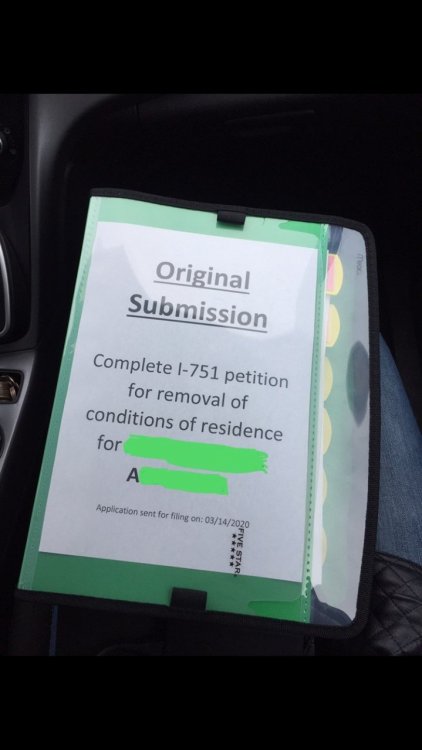 Original
Submission
Complete I-751 petition
for removal of
conditions of residence
for
A
Application sent for filing on: 03/14/2020
FIVE STAR